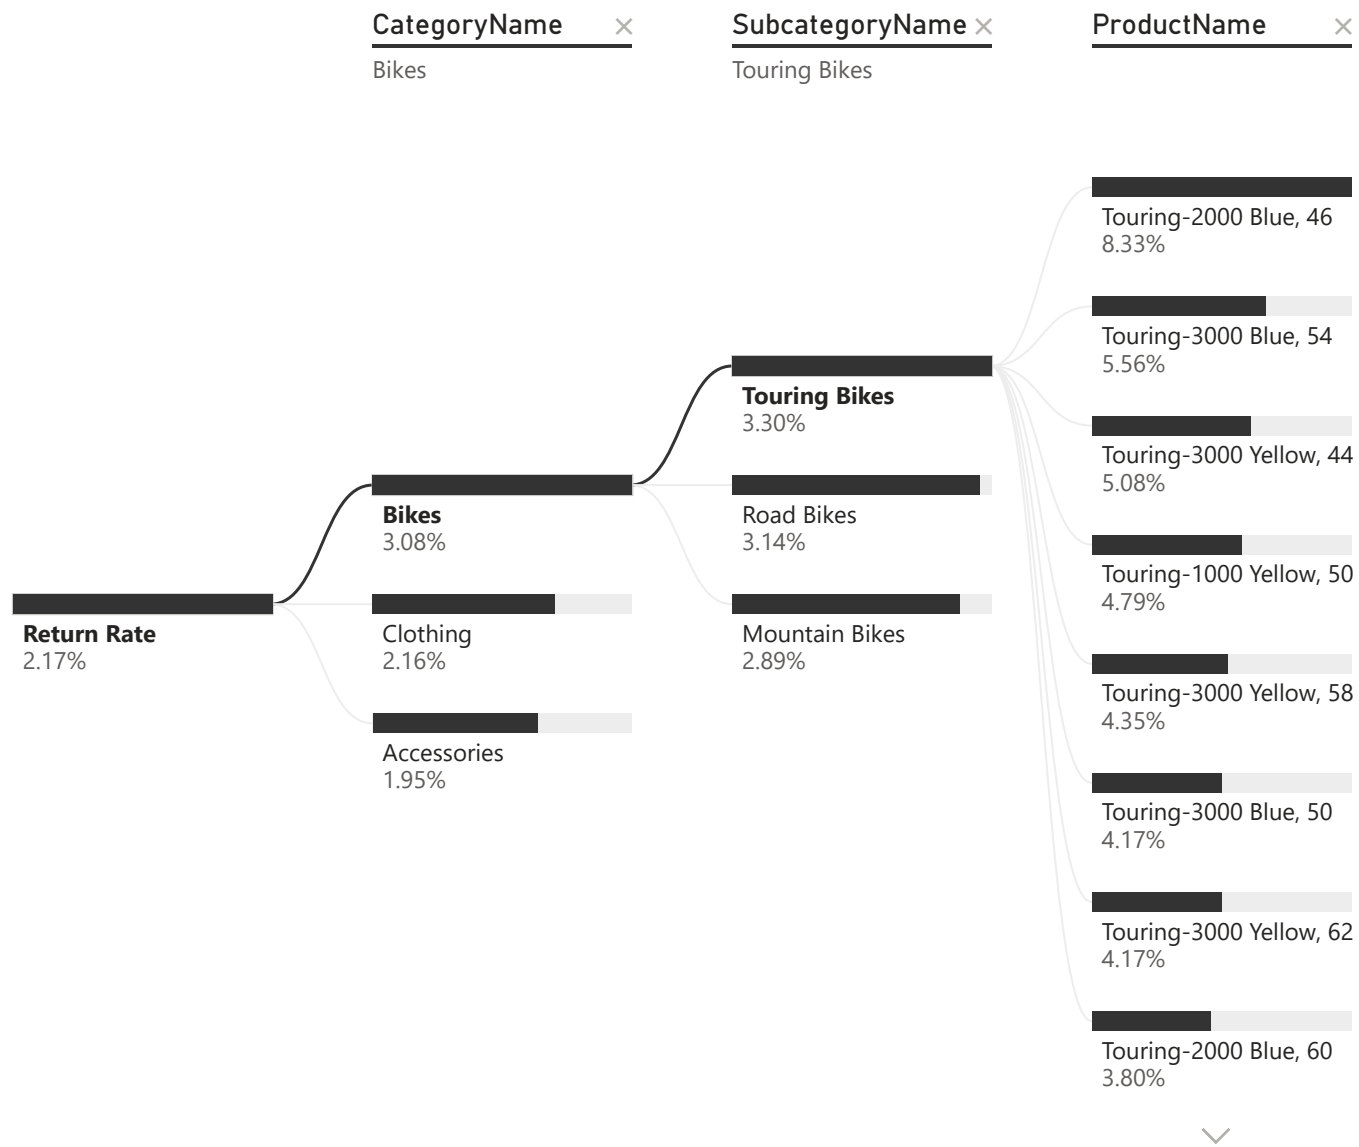 CategoryName
SubcategoryName
ProductName
Bikes
Touring Bikes
Return Rate
2.17%
Bikes
3.08%
Clothing
2.16%
Accessories
1.95%
Touring Bikes
3.30%
Road Bikes
3.14%
Mountain Bikes
2.89%
Touring-2000 Blue, 46
8.33%
Touring-3000 Blue, 54
5.56%
Touring-3000 Yellow, 44
5.08%
Touring-1000 Yellow, 50
4.79%
Touring-3000 Yellow, 58
4.35%
Touring-3000 Blue, 50
4.17%
Touring-3000 Yellow, 62
4.17%
Touring-2000 Blue, 60
3.80%